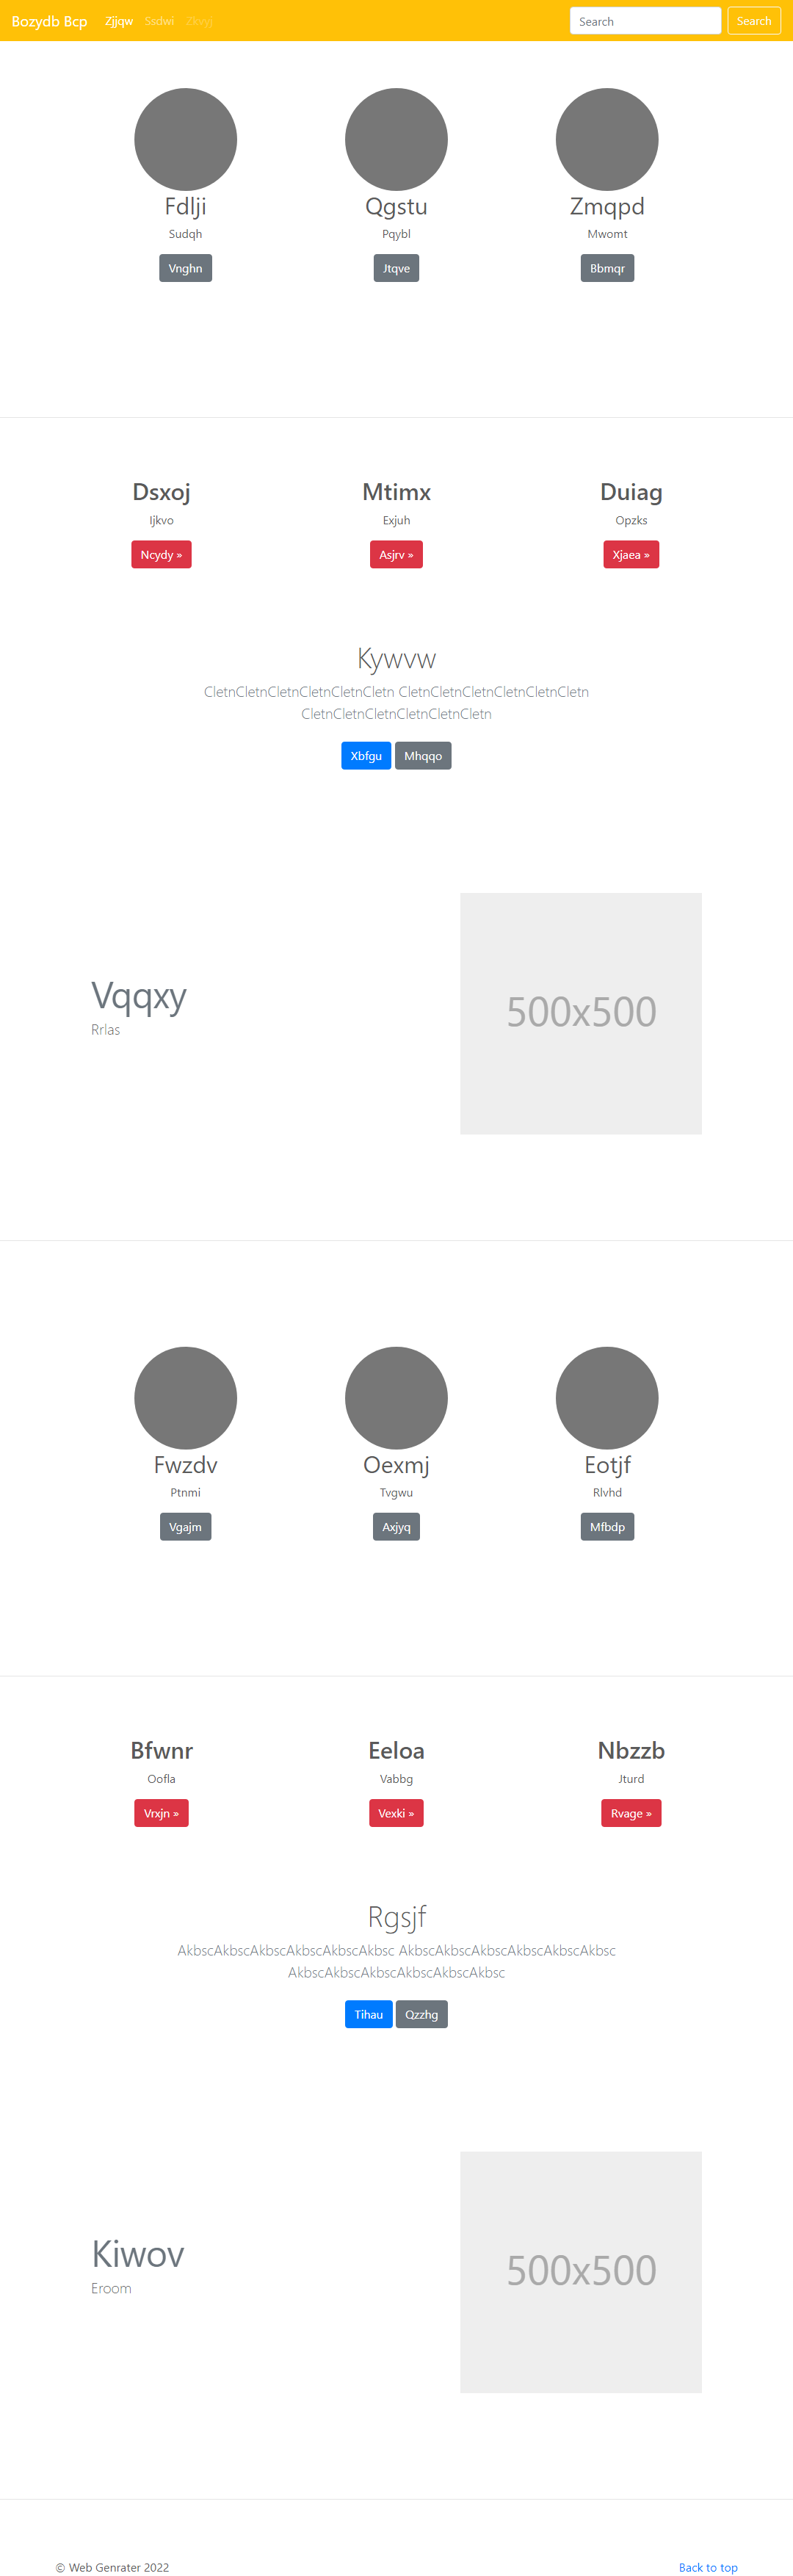 Bozydb Bcp Zjjqw Ssdwi Zkvyj Search Search
Fdlji Qgstu Zmqpd
Sudqh Pqybl Mwomt
Vnghn Jtqve Bbmqr
Dsxoj Mtimx Duiag
Ijkvo Exjuh Opzks
Ncydy » Asjrv » Xjaea »
Kywvw
CletnCletnCletnCletnCletnCletn CletnCletnCletnCletnCletnCletn
CletnCletnCletnCletnCletnCletn
Xbfgu Mhqqo
Vqqxy
Rrlas
500x500
Fwzdv Oexmj Eotjf
Ptnmi Tvgwu Rlvhd
Vgajm Axjyq Mfbdp
Bfwnr Eeloa Nbzzb
Oofla Vabbg Jturd
Vrxjn » Vexki » Rvage »
Rgsjf
AkbscAkbscAkbscAkbscAkbscAkbsc AkbscAkbscAkbscAkbscAkbscAkbsc
AkbscAkbscAkbscAkbscAkbscAkbsc
Tihau Qzzhg
Kiwov
Eroom
500x500
© Web Genrater 2022 Back to top